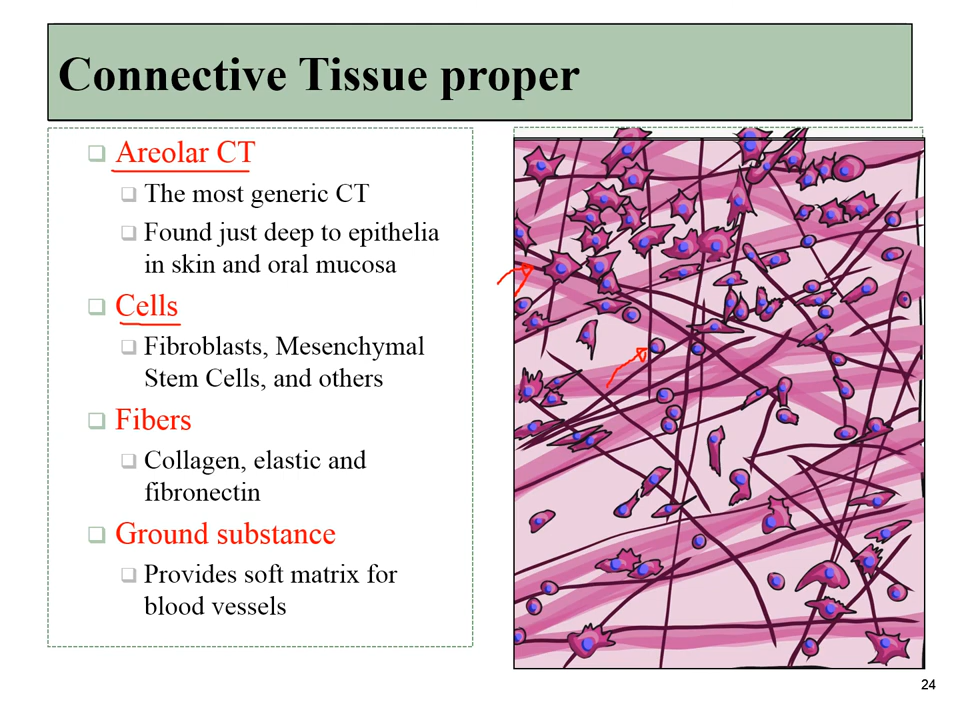 Connective Tissue proper
Areolar CT
The most generic CT
Found just deep to epithelia
in skin and oral mucosa
Cells
Fibroblasts, Mesenchymal
Stem Cells, and others
Fibers
Collagen, elastic and
fibronectin
Ground substance
Provides soft matrix for
blood vessels
24